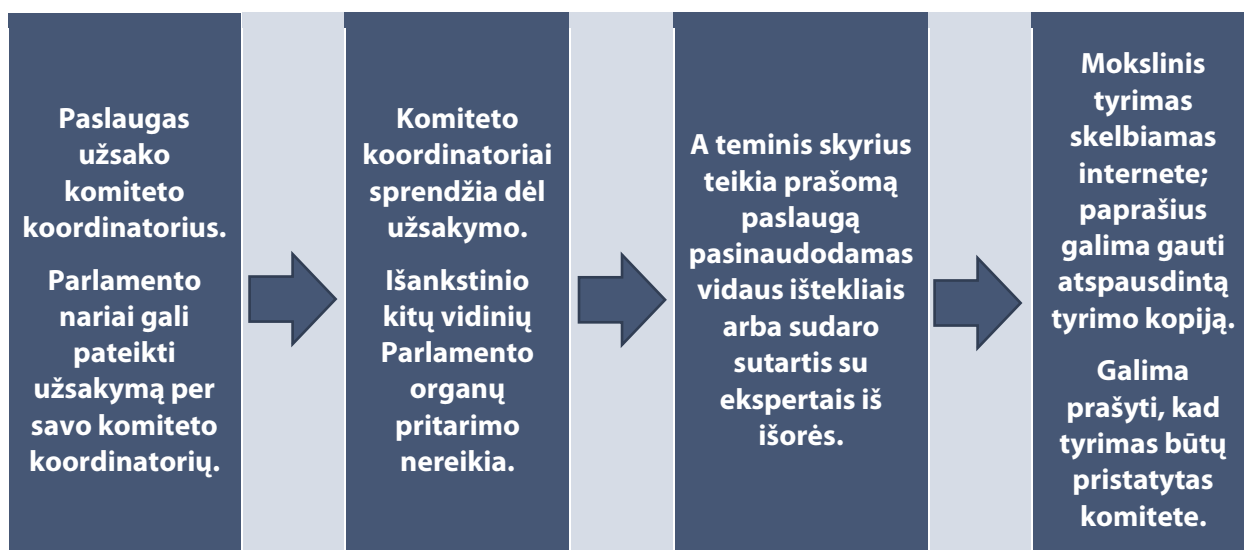 Paslaugas
užsako
komiteto
koordinatorius.
Parlamento
nariai gali
pateikti
užsakymą per
savo komiteto
koordinatorių.
Komiteto
koordinatoriai
sprendžia dėl
užsakymo.
Išankstinio
kitų vidinių
Parlamento
organų
pritarimo
nereikia.
A teminis skyrius
teikia prašomą
paslaugą
pasinaudodamas
vidaus ištekliais
arba sudaro
sutartis su
ekspertais iš
išorės.
Mokslinis
tyrimas
skelbiamas
internete;
paprašius
galima gauti
atspausdintą
tyrimo kopiją.
Galima
prašyti, kad
tyrimas būtų
pristatytas
komitete.